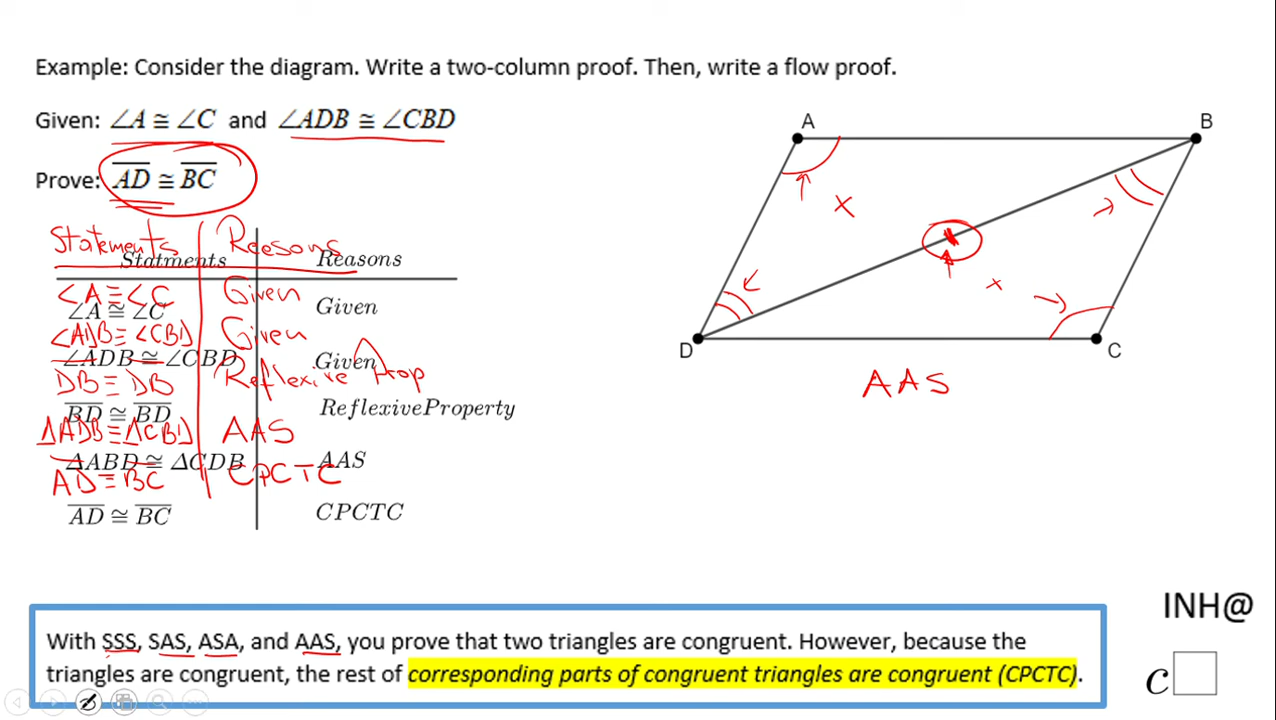 Example: Consider the diagram. Write a two-column proof. Then, write a flow proof.
Given: ∠A ≅ ∠C and ∠ADB ≅ ∠CBD
Prove: AD ≅ BC
Statements Reasons
Statments Reasons
∠A ≅ ∠C Given
∠A ≅ ∠C Given
∠ADB ≅ ∠CBD Given
∠ADB ≅ ∠CBD Given
DB ≅ DB Reflexive Prop
BD ≅ BD ReflexiveProperty
ΔADB ≅ ΔCBD AAS
ΔABD ≅ ΔCDB AAS
AD ≅ BC CPCTC
AD ≅ BC CPCTC
A
B
x
x
D
C
AAS
With SSS, SAS, ASA, and AAS, you prove that two triangles are congruent. However, because the
triangles are congruent, the rest of corresponding parts of congruent triangles are congruent (CPCTC).
INH@
c